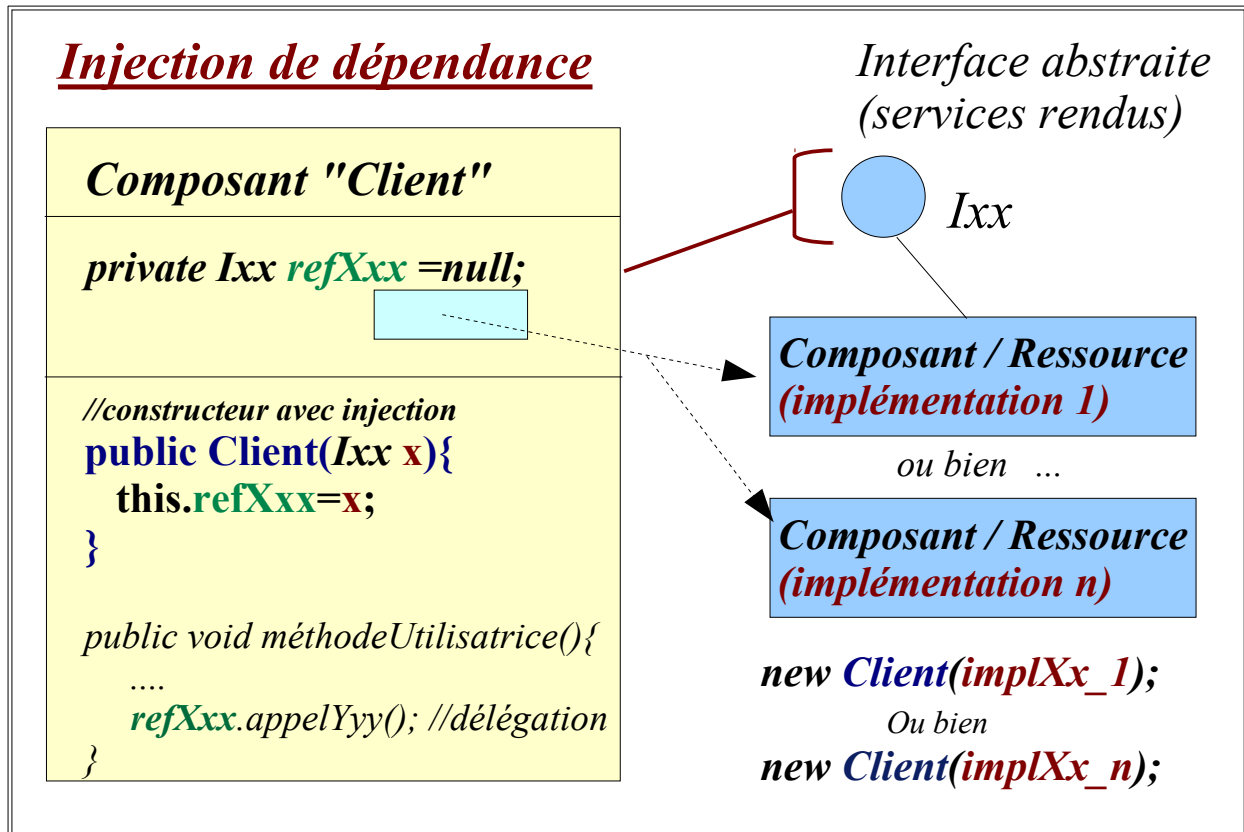 Injection de dépendance
Composant "Client"
private Ixx refXxx =null;
//constructeur avec injection
public Client(Ixx x){
this.refXxx=x;
}
public void méthodeUtilisatrice(){
....
refXxx.appelYyy(); //délégation
}
Interface abstraite
(services rendus)
Ixx
Composant / Ressource
(implémentation 1)
ou bien ...
Composant / Ressource
(implémentation n)
new Client(implXx_1);
Ou bien
new Client(implXx_n);